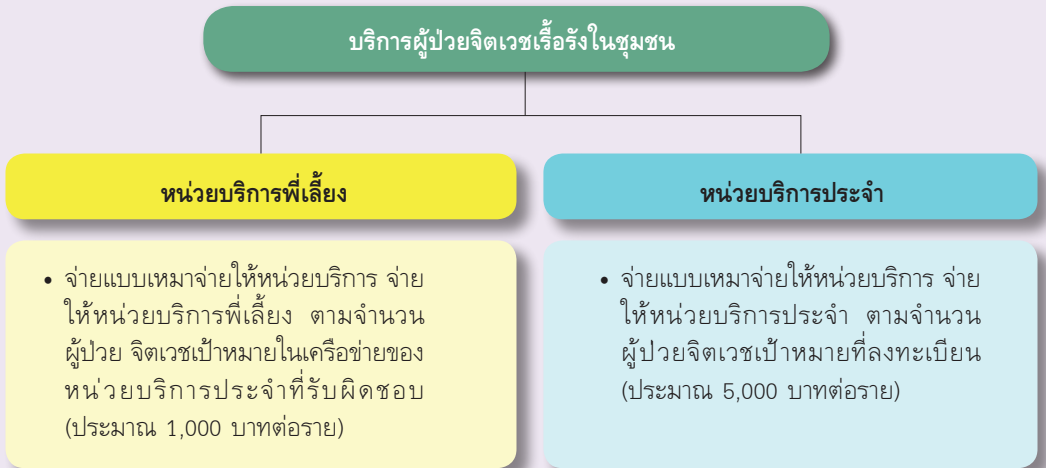 บริการผู้ป่วยจิตเวชเรื้อรังในชุมชน
หน่วยบริการพี่เลี้ยง
• จ่ายแบบเหมาจ่ายให้หน่วยบริการ จ่าย
ให้หน่วยบริการพี่เลี้ยง ตามจำนวน
ผู้ป่วย จิตเวชเป้าหมายในเครือข่ายของ
หน่วยบริการประจำที่รับผิดชอบ
(ประมาณ 1,000 บาทต่อราย)
หน่วยบริการประจำ
• จ่ายแบบเหมาจ่ายให้หน่วยบริการ จ่าย
ให้หน่วยบริการประจำ ตามจำนวน
ผู้ป่วยจิตเวชเป้าหมายที่ลงทะเบียน
(ประมาณ 5,000 บาทต่อราย)